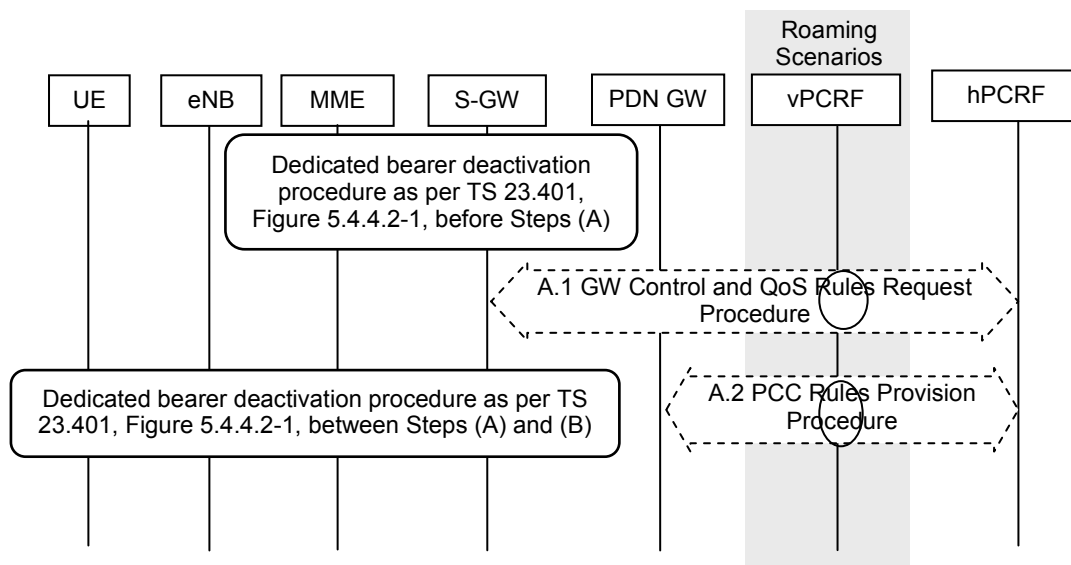 Roaming
Scenarios
UE
eNB
MME
S-GW
PDN GW
vPCRF
hPCRF
Dedicated bearer deactivation
procedure as per TS 23.401,
Figure 5.4.4.2-1, before Steps (A)
A.1 GW Control and QoS Rules Request
Procedure
Dedicated bearer deactivation procedure as per TS
23.401, Figure 5.4.4.2-1, between Steps (A) and (B)
A.2 PCC Rules Provision
Procedure